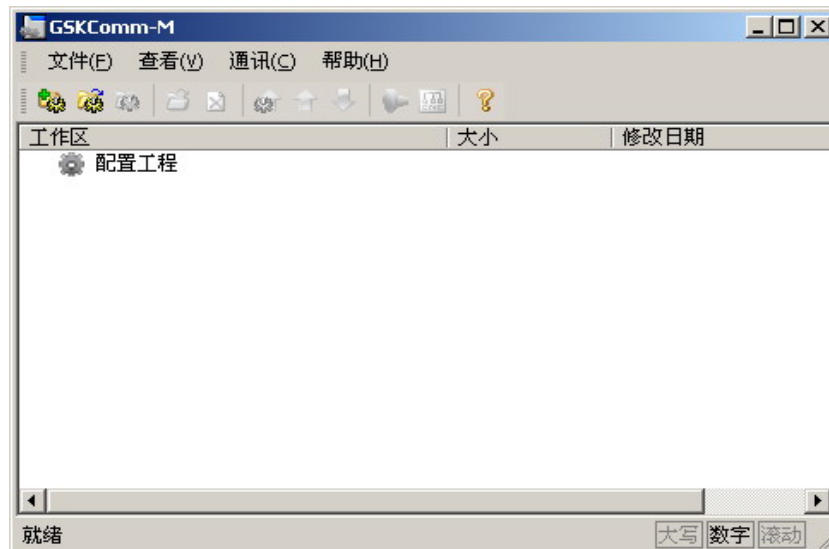 GSKComm-M
文件(F) 查看(V) 通讯(C) 帮助(H)
工作区 大小 修改日期
配置工程
就绪 大写 数字 滚动